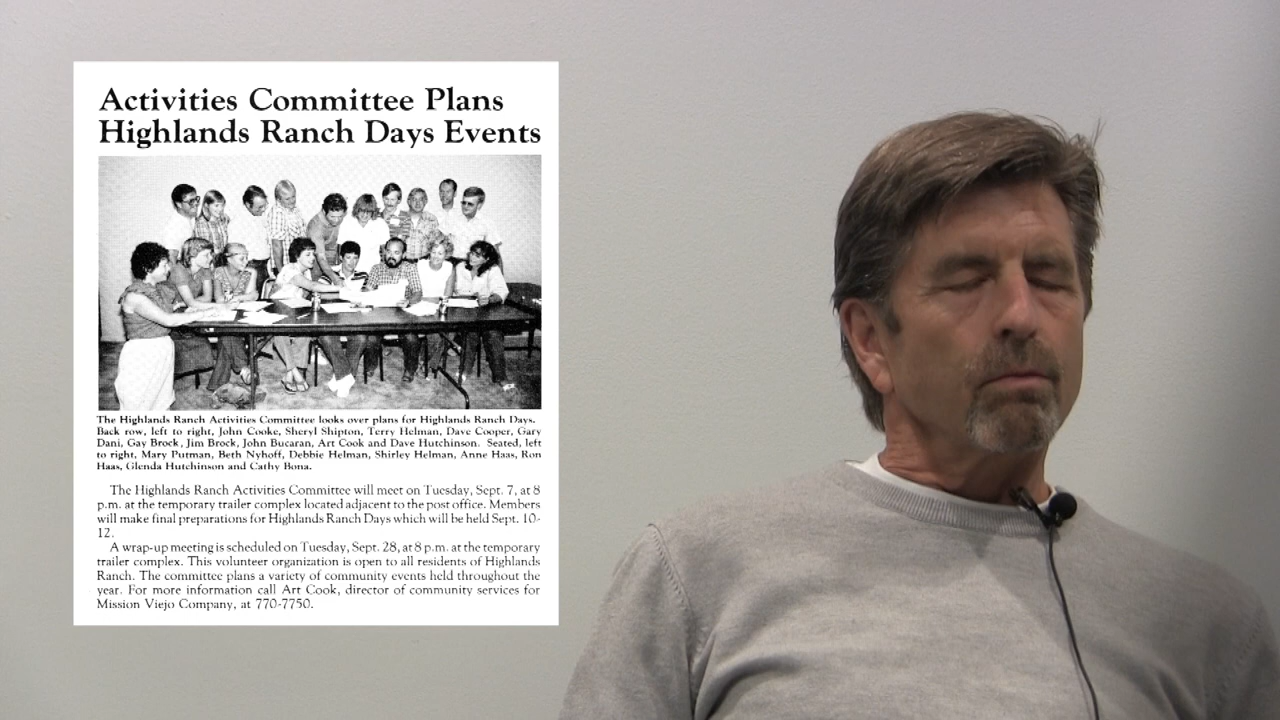 Activities Committee Plans
Highlands Ranch Days Events
The Highlands Ranch Activities Committee looks over plans for Highlands Ranch Days.
Back row, left to right, John Cooke, Sheryl Shipton, Terry Helman, Dave Cooper, Gary
Dani, Gay Brock, Jim Brock, John Bucaran, Art Cook and Dave Hutchinson. Seated, left
to right, Mary Putman, Beth Nyhoff, Debbie Helman, Shirley Helman, Anne Haas, Ron
Haas, Glenda Hutchinson and Cathy Bona.
The Highlands Ranch Activities Committee will meet on Tuesday, Sept. 7, at 8
p.m. at the temporary trailer complex located adjacent to the post office. Members
will make final preparations for Highlands Ranch Days which will be held Sept. 10-
12.
A wrap-up meeting is scheduled on Tuesday, Sept. 28, at 8 p.m. at the temporary
trailer complex. This volunteer organization is open to all residents of Highlands
Ranch. The committee plans a variety of community events held throughout the
year. For more information call Art Cook, director of community services for
Mission Viejo Company, at 770-7750.